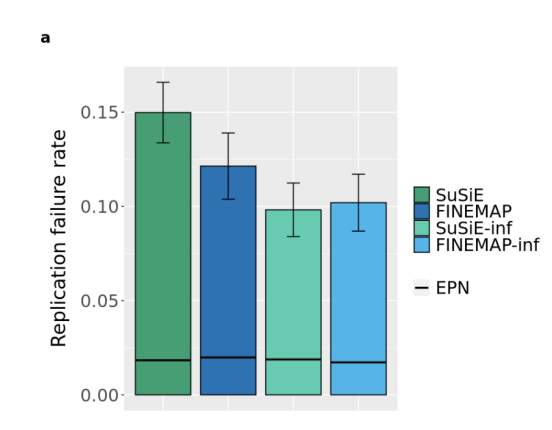 a
Replication failure rate
0.15
0.10
0.05
0.00
SuSiE
FINEMAP
SuSiE-inf
FINEMAP-inf
EPN